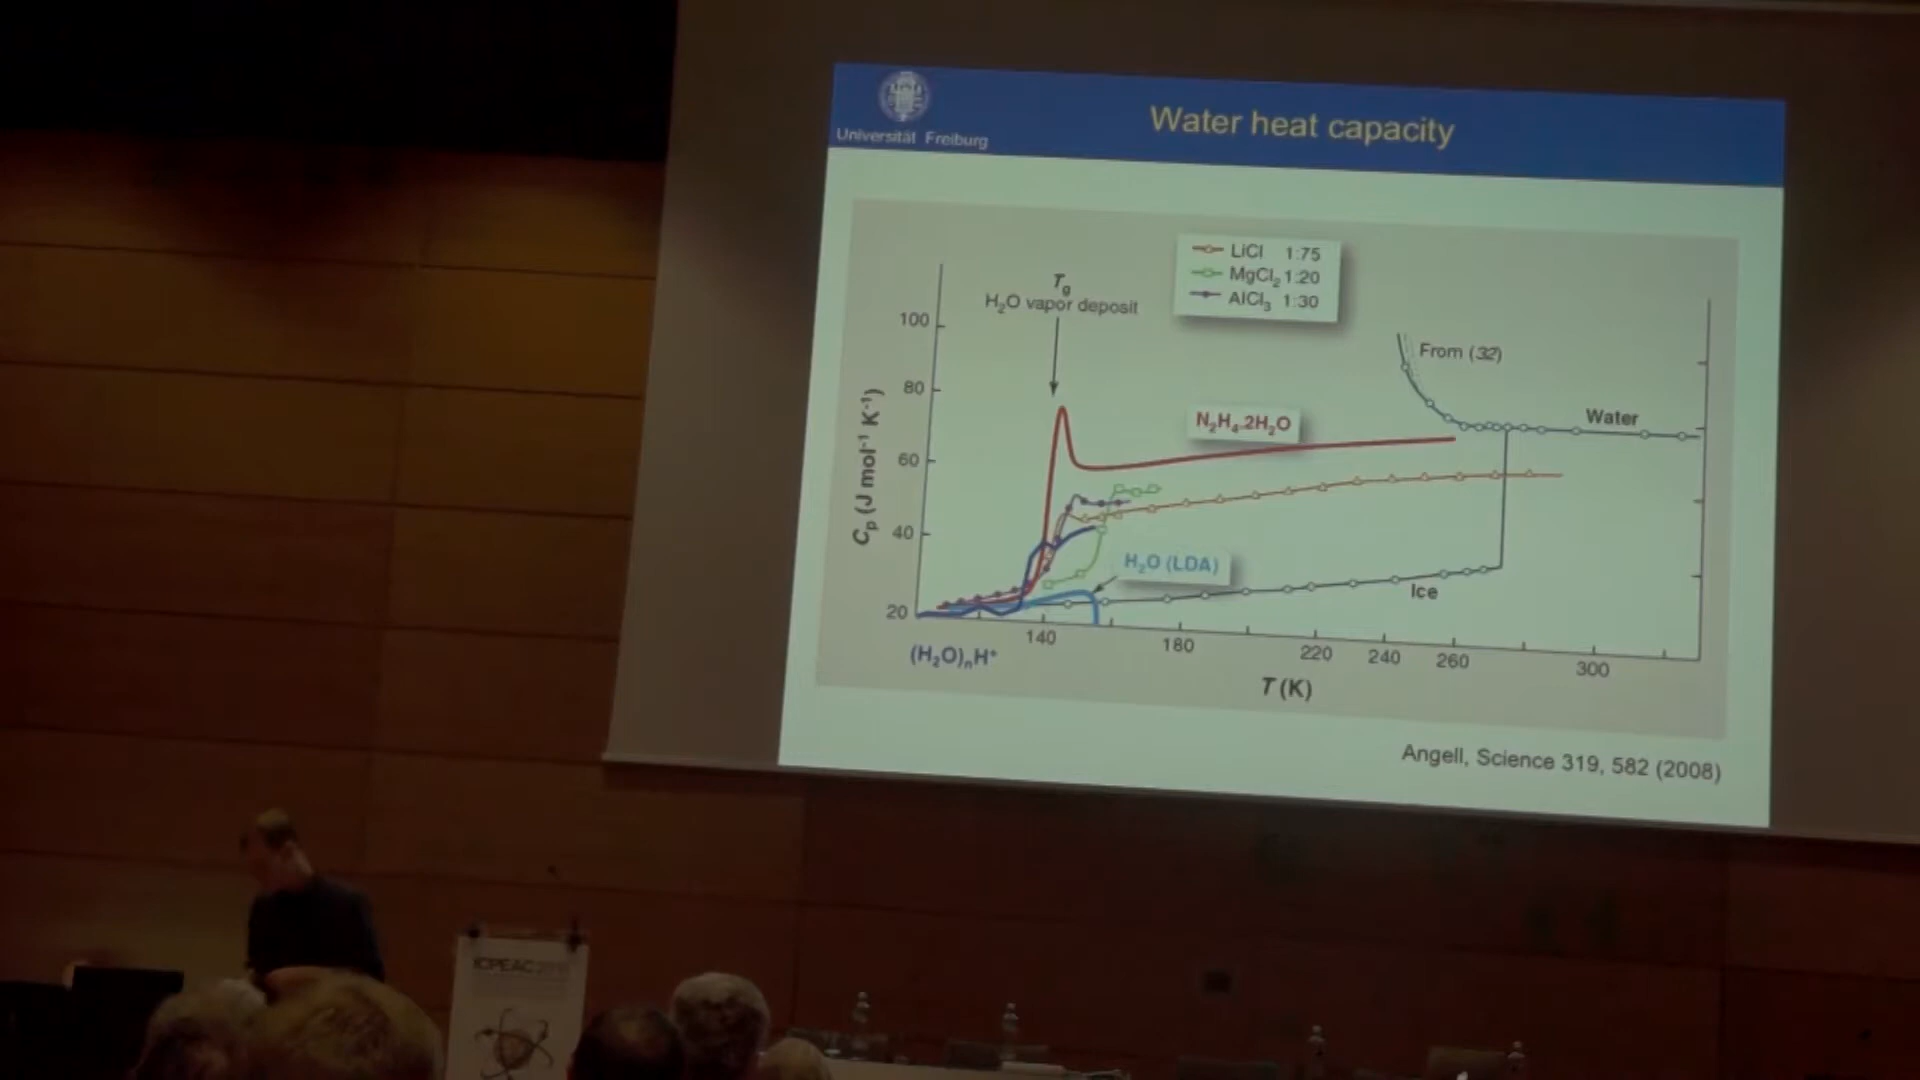 Universität Freiburg
Water heat capacity
LiCl 1:75
MgCl₂ 1:20
AlCl₃ 1:30
Tg
H₂O vapor deposit
From (32)
Water
N₂H₄.2H₂O
H₂O (LDA)
Ice
Cp (J mol⁻¹ K⁻¹)
100
80
60
40
20
140
180
220
240
260
300
(H₂O)ₙH⁺
T (K)
Angell, Science 319, 582 (2008)
ICPEAC